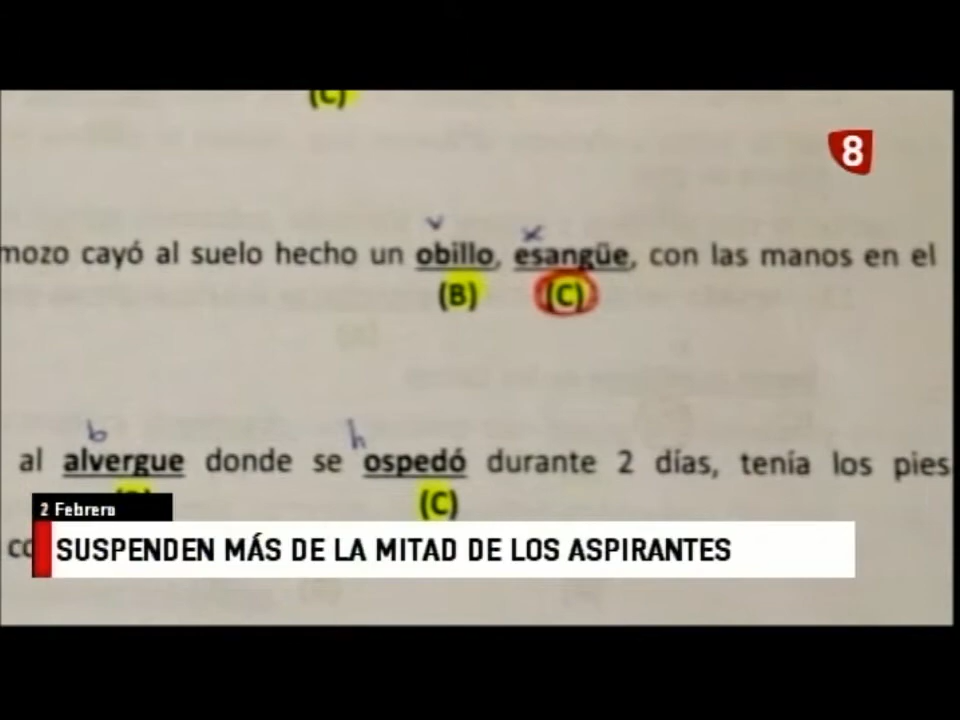 (C)
8
v x
mozo cayó al suelo hecho un obillo, esangüe, con las manos en el
(B) (C)
b h
al alvergue donde se ospedó durante 2 días, tenía los pies
(C)
2 Febrero
SUSPENDEN MÁS DE LA MITAD DE LOS ASPIRANTES